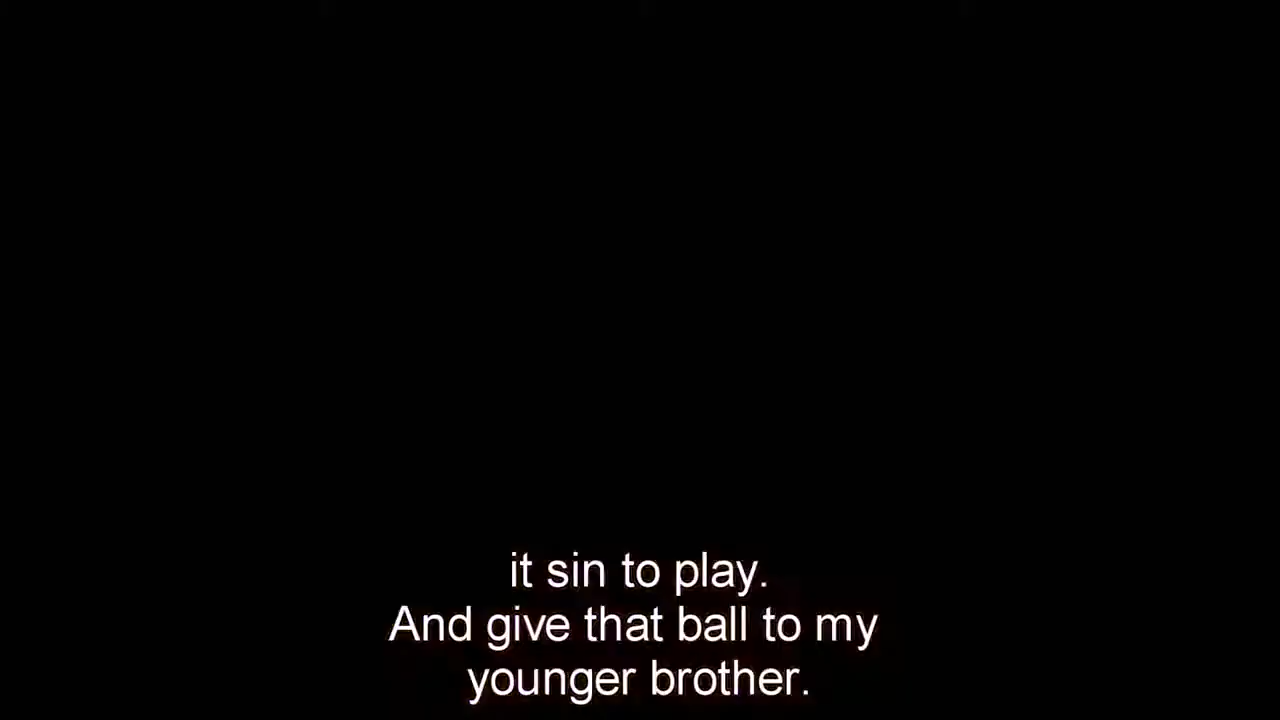 it sin to play.
And give that ball to my
younger brother.